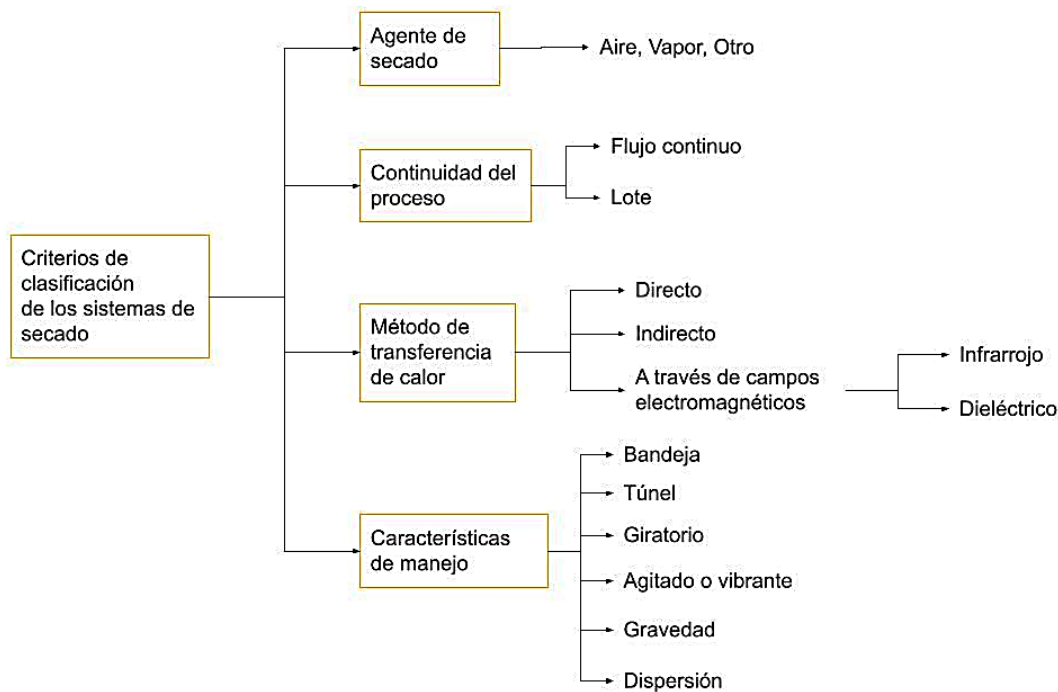 Criterios de
clasificación
de los sistemas de
secado
Agente de
secado
Aire, Vapor, Otro
Continuidad del
proceso
Flujo continuo
Lote
Método de
transferencia
de calor
Directo
Indirecto
A través de campos
electromagnéticos
Infrarrojo
Dieléctrico
Características
de manejo
Bandeja
Túnel
Giratorio
Agitado o vibrante
Gravedad
Dispersión